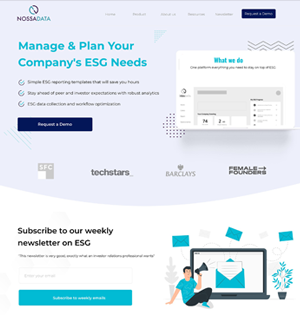 NOSSADATA
Home
About Us
Resources
Newsletter
Request a Demo
Manage & Plan Your
Company's ESG Needs
Simple ESG reporting templates that will save you hours
Stay ahead of peer and investor expectations with robust analytics
ESG data collection and workflow optimization
Request a Demo
What we do
One platform everything you need to stay on top of ESG
74
2
SFC
techstars_
BARCLAYS
FEMALE
FOUNDERS
Subscribe to our weekly
newsletter on ESG
"This newsletter is very good, exactly what an investor relations professional wants"
Enter your email
Subscribe to weekly emails